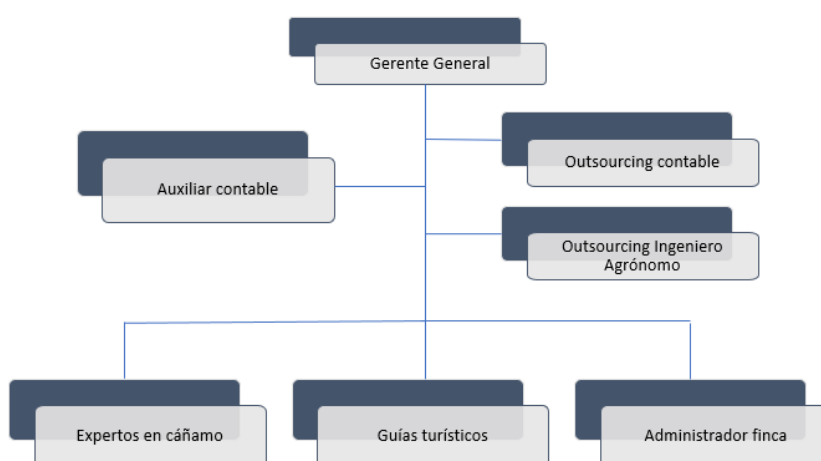 Gerente General
Outsourcing contable
Auxiliar contable
Outsourcing Ingeniero
Agrónomo
Expertos en cáñamo
Guías turísticos
Administrador finca